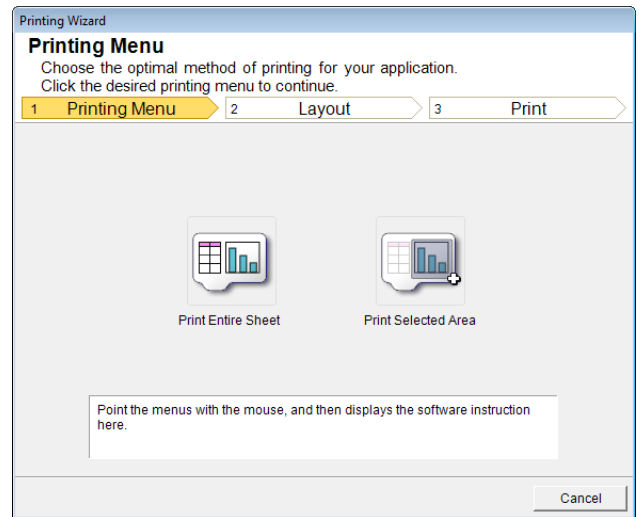 Printing Wizard
Printing Menu
Choose the optimal method of printing for your application.
Click the desired printing menu to continue.
1 Printing Menu 2 Layout 3 Print
Print Entire Sheet Print Selected Area
Point the menus with the mouse, and then displays the software instruction
here.
Cancel